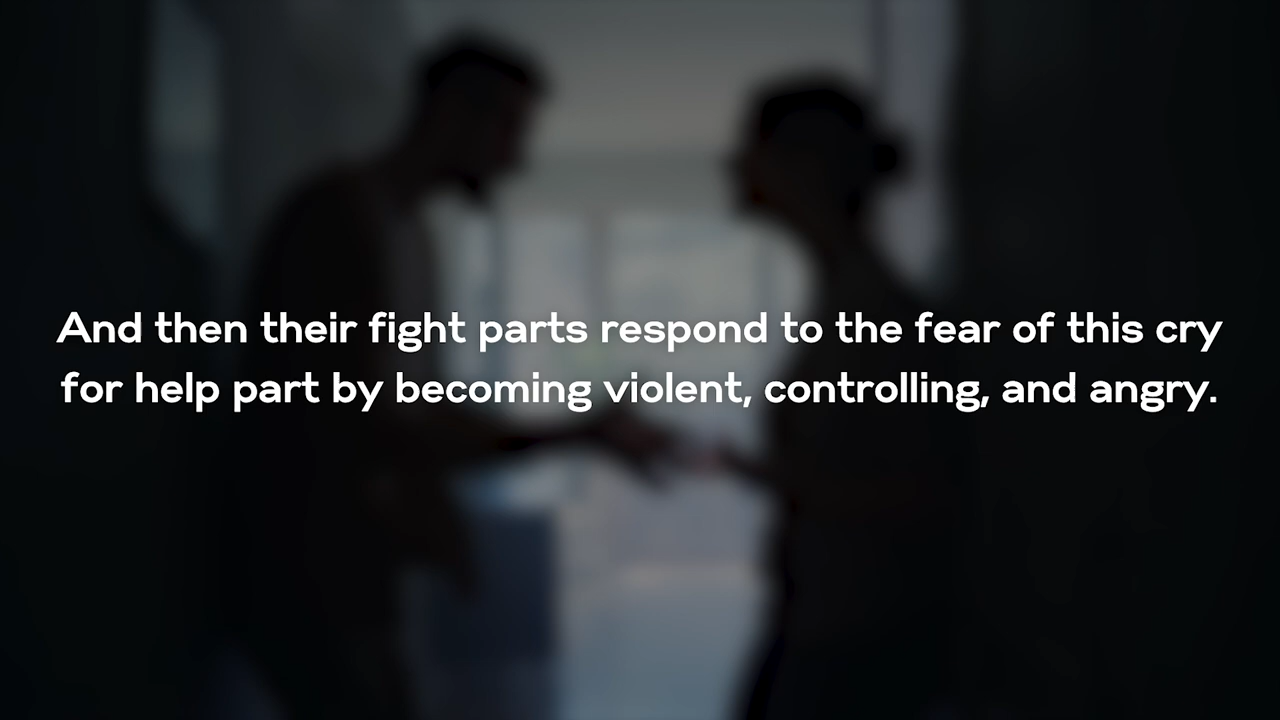 And then their fight parts respond to the fear of this cry
for help part by becoming violent, controlling, and angry.